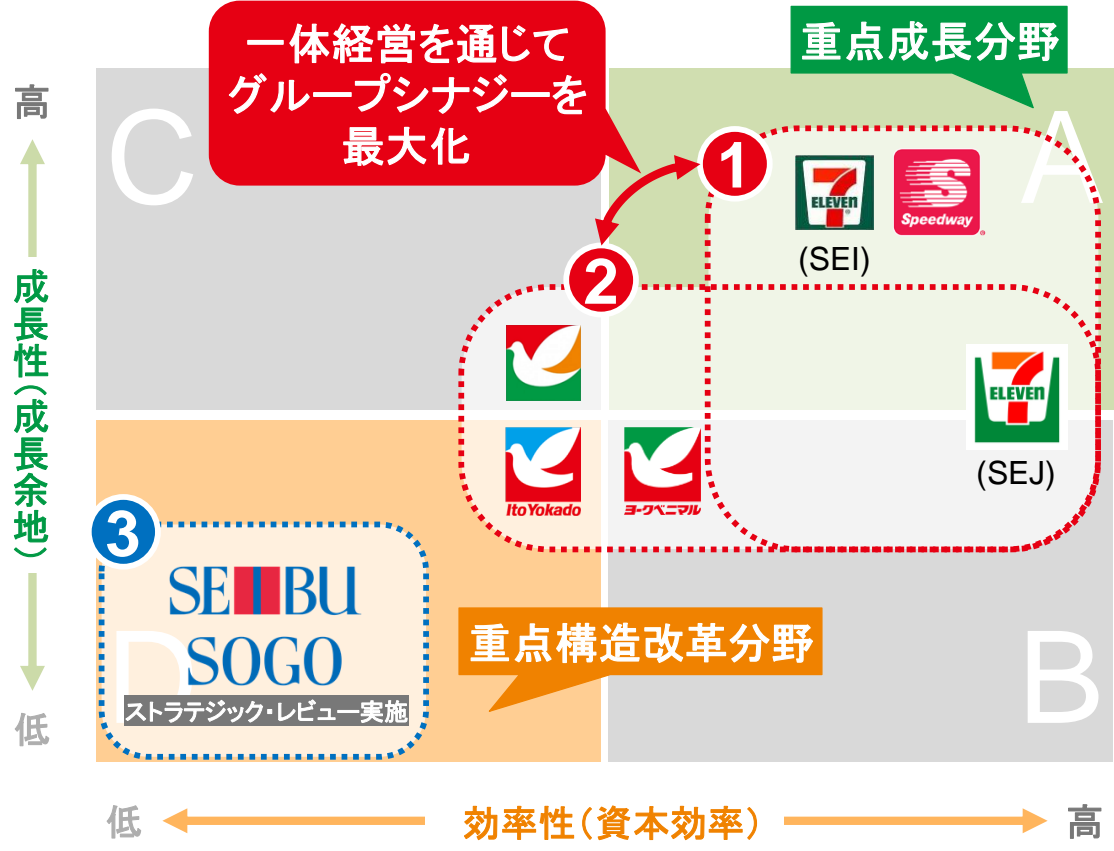 一体経営を通じて
グループシナジーを
最大化
重点成長分野
高
C
A
1
7
ELEVEN
S
Speedway
(SEI)
2
成長性(成長余地)
7
ELEVEN
(SEJ)
Ito Yokado
ヨークベニマル
3
SEIBU
SOGO
D
ストラテジック・レビュー実施
重点構造改革分野
B
低
低
効率性(資本効率)
高